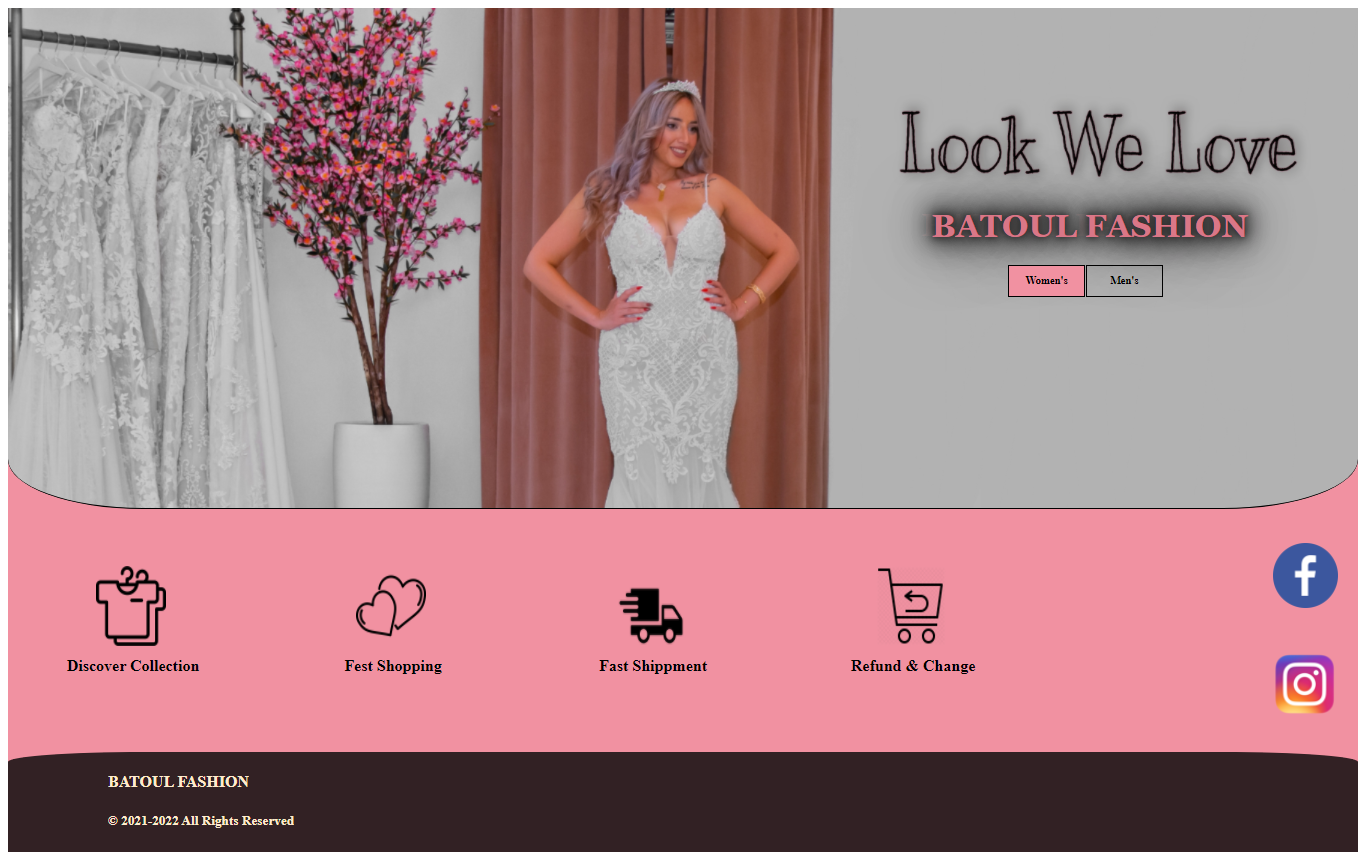 Look We Love
BATOUL FASHION
Women's
Men's
Discover Collection
Fest Shopping
Fast Shippment
Refund & Change
BATOUL FASHION
© 2021-2022 All Rights Reserved